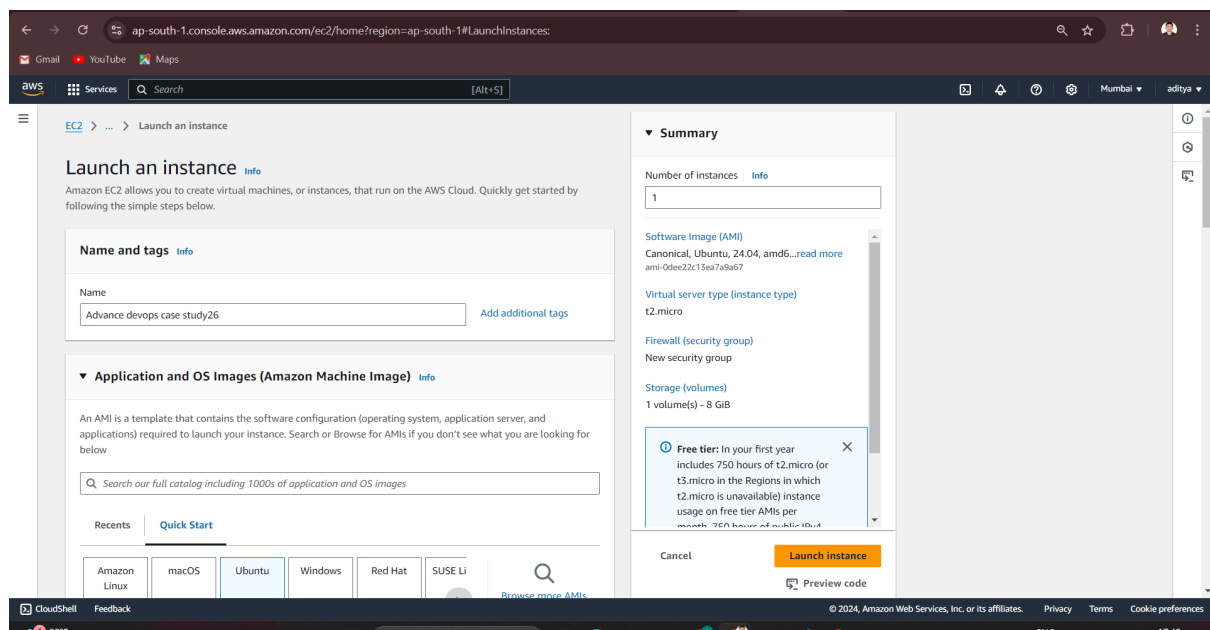 ap-south-1.console.aws.amazon.com/ec2/home?region=ap-south-1#LaunchInstances:
Gmail YouTube Maps
aws Services Search [Alt+S] Mumbai aditya
EC2 > ... > Launch an instance
Launch an instance Info
Amazon EC2 allows you to create virtual machines, or instances, that run on the AWS Cloud. Quickly get started by
following the simple steps below.
Name and tags Info
Name
Advance devops case study26 Add additional tags
Application and OS Images (Amazon Machine Image) Info
An AMI is a template that contains the software configuration (operating system, application server, and
applications) required to launch your instance. Search or Browse for AMIs if you don't see what you are looking for
below
Search our full catalog including 1000s of application and OS images
Recents Quick Start
Amazon
Linux
macOS
Ubuntu
Windows
Red Hat
SUSE Li
Browse more AMIs
Summary
Number of instances Info
1
Software Image (AMI)
Canonical, Ubuntu, 24.04, amd6...read more
ami-0dee22c13ea7a9a67
Virtual server type (instance type)
t2.micro
Firewall (security group)
New security group
Storage (volumes)
1 volume(s) - 8 GiB
Free tier: In your first year
includes 750 hours of t2.micro (or
t3.micro in the Regions in which
t2.micro is unavailable) instance
usage on free tier AMIs per
month, 750 hours of public IPv4
Cancel Launch instance
Preview code
CloudShell Feedback © 2024, Amazon Web Services, Inc. or its affiliates. Privacy Terms Cookie preferences